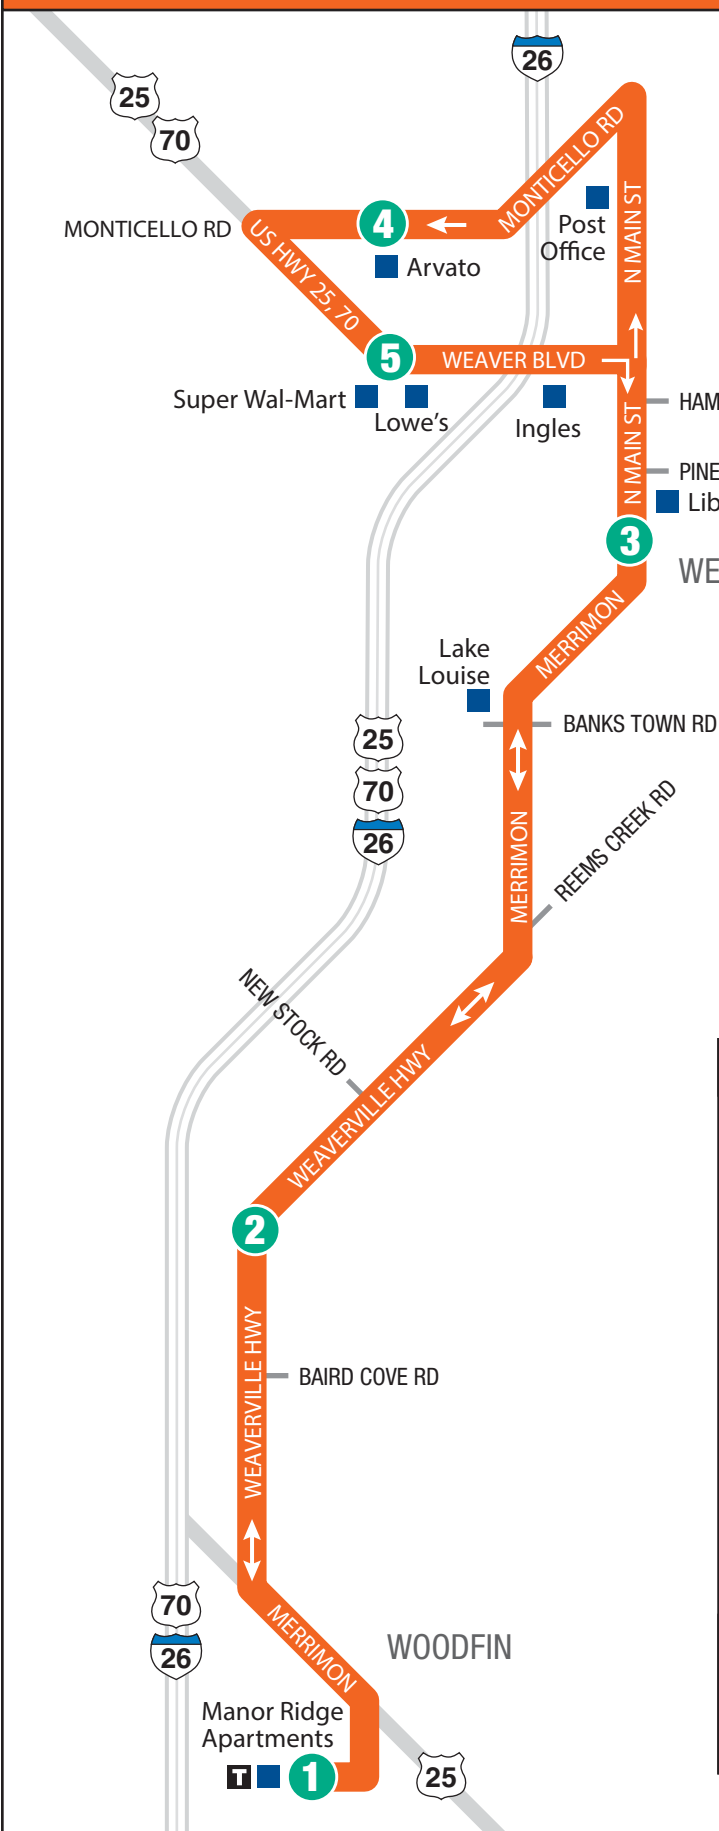 26
25
70
MONTICELLO RD
N MAIN ST
Post
Office
MONTICELLO RD
4
US HWY 25, 70
Arvato
5
WEAVER BLVD
Super Wal-Mart
Lowe's
Ingles
HAM
N MAIN ST
PINE
Lib
3
WE
MERRIMON
Lake
Louise
BANKS TOWN RD
25
70
26
MERRIMON
REEMS CREEK RD
NEW STOCK RD
WEAVERVILLE HWY
2
WEAVERVILLE HWY
BAIRD COVE RD
70
26
MERRIMON
WOODFIN
Manor Ridge
Apartments
T
1
25